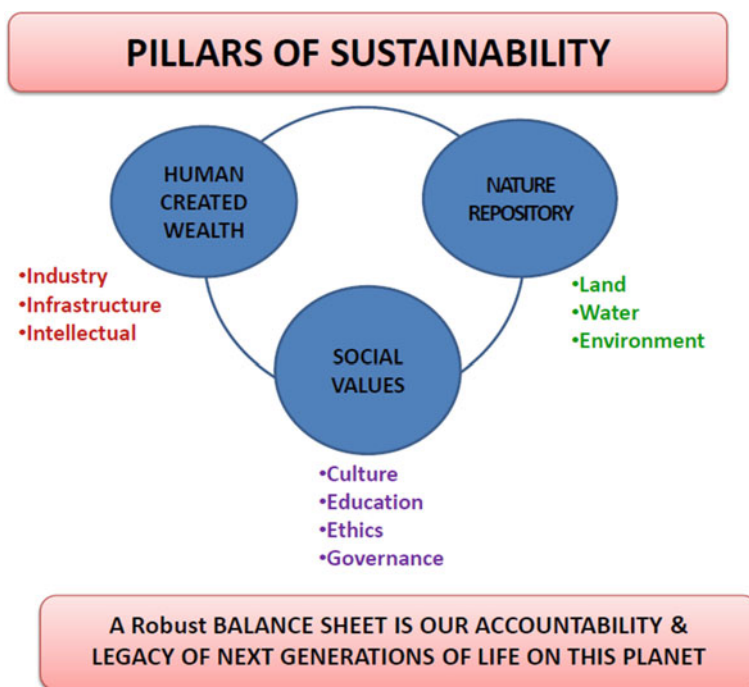 PILLARS OF SUSTAINABILITY
HUMAN
CREATED
WEALTH
NATURE
REPOSITORY
•Industry
•Infrastructure
•Intellectual
•Land
•Water
•Environment
SOCIAL
VALUES
•Culture
•Education
•Ethics
•Governance
A Robust BALANCE SHEET IS OUR ACCOUNTABILITY &
LEGACY OF NEXT GENERATIONS OF LIFE ON THIS PLANET